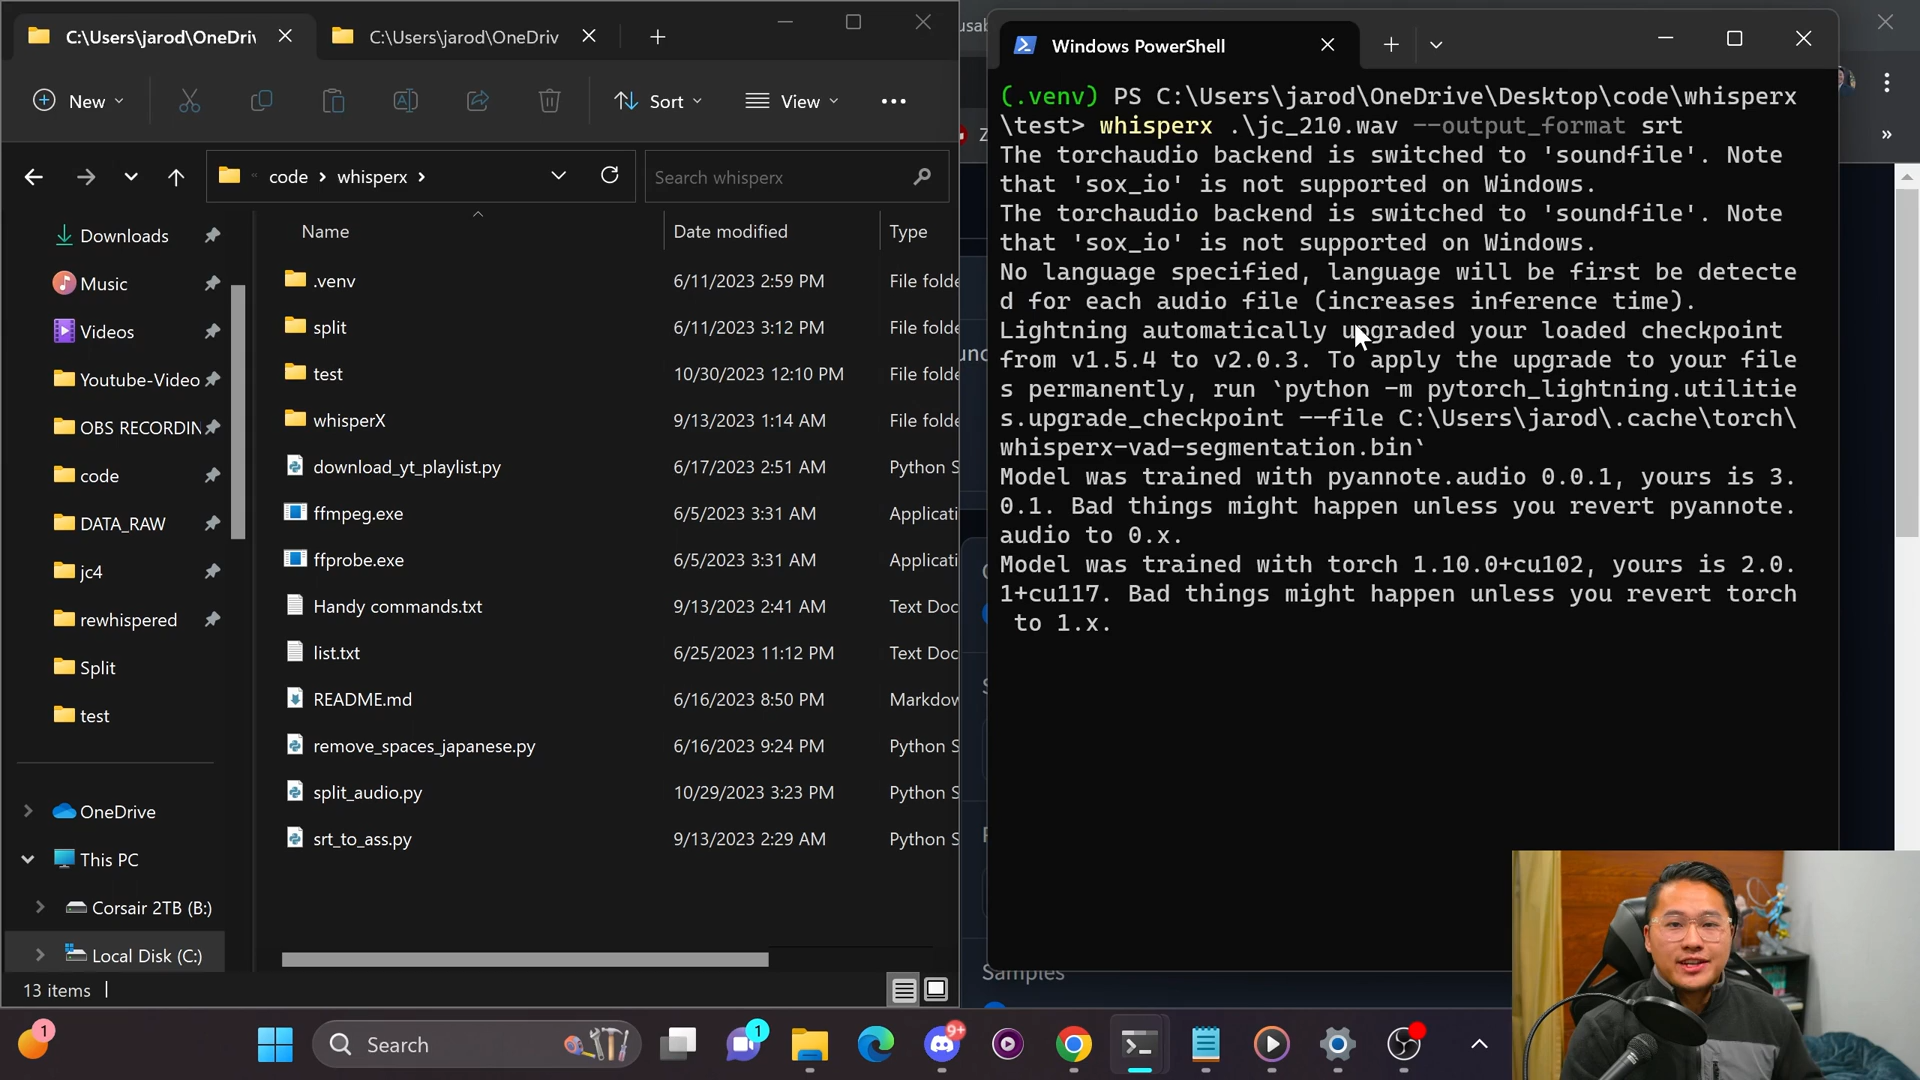 C:\Users\jarod\OneDriv
C:\Users\jarod\OneDriv
New
Sort
View
code
whisperx
Search whisperx
Name
Date modified
Type
Downloads
Music
Videos
Youtube-Video
OBS RECORDIN
code
DATA_RAW
jc4
rewhispered
Split
test
OneDrive
This PC
Corsair 2TB (B:)
Local Disk (C:)
.venv 6/11/2023 2:59 PM File folde
split 6/11/2023 3:12 PM File folde
test 10/30/2023 12:10 PM File folde
whisperX 9/13/2023 1:14 AM File folde
download_yt_playlist.py 6/17/2023 2:51 AM Python S
ffmpeg.exe 6/5/2023 3:31 AM Applicati
ffprobe.exe 6/5/2023 3:31 AM Applicati
Handy commands.txt 9/13/2023 2:41 AM Text Doc
list.txt 6/25/2023 11:12 PM Text Doc
README.md 6/16/2023 8:50 PM Markdow
remove_spaces_japanese.py 6/16/2023 9:24 PM Python S
split_audio.py 10/29/2023 3:23 PM Python S
srt_to_ass.py 9/13/2023 2:29 AM Python S
13 items
Windows PowerShell
(.venv) PS C:\Users\jarod\OneDrive\Desktop\code\whisperx
\test> whisperx .\jc_210.wav --output_format srt
The torchaudio backend is switched to 'soundfile'. Note
that 'sox_io' is not supported on Windows.
The torchaudio backend is switched to 'soundfile'. Note
that 'sox_io' is not supported on Windows.
No language specified, language will be first be detecte
d for each audio file (increases inference time).
Lightning automatically upgraded your loaded checkpoint
from v1.5.4 to v2.0.3. To apply the upgrade to your file
s permanently, run `python -m pytorch_lightning.utilitie
s.upgrade_checkpoint --file C:\Users\jarod\.cache\torch\
whisperx-vad-segmentation.bin`
Model was trained with pyannote.audio 0.0.1, yours is 3.
0.1. Bad things might happen unless you revert pyannote.
audio to 0.x.
Model was trained with torch 1.10.0+cu102, yours is 2.0.
1+cu117. Bad things might happen unless you revert torch
to 1.x.
Samples
1
Search
1
9+